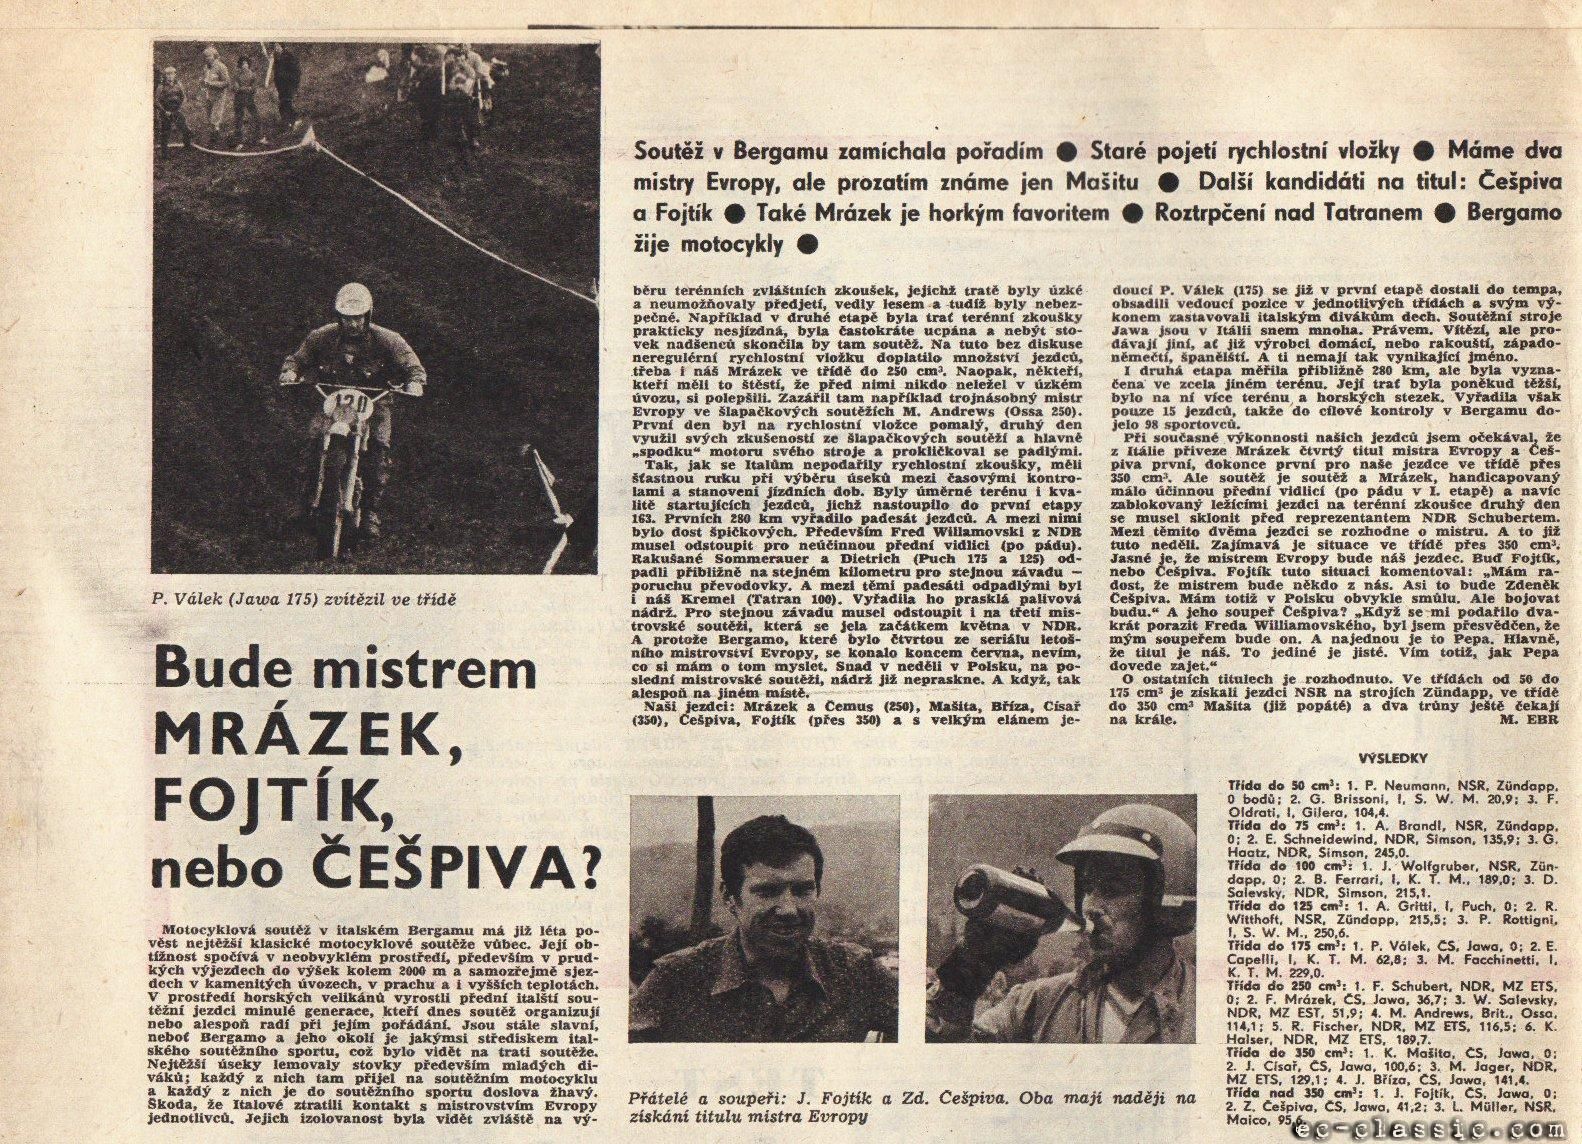 Soutěž v Bergamu zamíchala pořadím ● Staré pojetí rychlostní vložky ● Máme dva
mistry Evropy, ale prozatím známe jen Mašitu ● Další kandidáti na titul: Češpiva
a Fojtík ● Také Mrázek je horkým favoritem ● Roztrpčení nad Tatranem ● Bergamo
žije motocykly ●
120
P. Válek (Jawa 175) zvítězil ve třídě
Bude mistrem
MRÁZEK,
FOJTÍK,
nebo ČEŠPIVA?
Motocyklová soutěž v italském Bergamu má již léta po-
věst nejtěžší klasické motocyklové soutěže vůbec. Její ob-
tížnost spočívá v neobvyklém prostředí, především v prud-
kých výjezdech do výšek kolem 2000 m a samozřejmě sjez-
dech v kamenitých úvozech, v prachu a i vyšších teplotách.
V prostředí horských velikánů vyrostli přední italští sou-
těžní jezdci minulé generace, kteří dnes soutěž organizují
nebo alespoň radí při jejím pořádání. Jsou stále slavní,
neboť Bergamo a jeho okolí je jakýmsi střediskem ital-
ského soutěžního sportu, což bylo vidět na trati soutěže.
Nejtěžší úseky lemovaly stovky především mladých di-
váků; každý z nich tam přijel na soutěžním motocyklu
a každý z nich je do soutěžního sportu doslova žhavý.
Škoda, že Italové ztratili kontakt s mistrovstvím Evropy
jednotlivců. Jejich izolovanost byla vidět zvláště na vý-
běru terénních zvláštních zkoušek, jejichž tratě byly úzké
a neumožňovaly předjetí, vedly lesem a tudíž byly nebez-
pečné. Například v druhé etapě byla trať terénní zkoušky
prakticky nesjízdná, byla častokráte ucpána a nebýt sto-
vek nadšenců skončila by tam soutěž. Na tuto bez diskuse
neregulérní rychlostní vložku doplatilo množství jezdců,
třeba i náš Mrázek ve třídě do 250 cm³. Naopak, někteří,
kteří měli to štěstí, že před nimi nikdo neležel v úzkém
úvozu, si polepšili. Zazářil tam například trojnásobný mistr
Evropy ve šlapačkových soutěžích M. Andrews (Ossa 250).
První den byl na rychlostní vložce pomalý, druhý den
využil svých zkušeností ze šlapačkových soutěží a hlavně
„spodku“ motoru svého stroje a prokličkoval se padlými.
Tak, jak se Italům nepodařily rychlostní zkoušky, měli
šťastnou ruku při výběru úseků mezi časovými kontro-
lami a stanovení jízdních dob. Byly úměrné terénu i kva-
litě startujících jezdců, jichž nastoupilo do první etapy
163. Prvních 280 km vyřadilo padesát jezdců. A mezi nimi
bylo dost špičkových. Především Fred Willamovski z NDR
musel odstoupit pro neúčinnou přední vidlici (po pádu).
Rakušané Sommerauer a Dietrich (Puch 175 a 125) od-
padli přibližně na stejném kilometru pro stejnou závadu —
poruchu převodovky. A mezi těmi padesáti odpadlými byl
i náš Kremel (Tatran 100). Vyřadila ho prasklá palivová
nádrž. Pro stejnou závadu musel odstoupit i na třetí mis-
trovské soutěži, která se jela začátkem května v NDR.
A protože Bergamo, které bylo čtvrtou ze seriálu letoš-
ního mistrovství Evropy, se konalo koncem června, nevím,
co si mám o tom myslet. Snad v neděli v Polsku, na po-
slední mistrovské soutěži, nádrž již nepraskne. A když, tak
alespoň na jiném místě.
Naši jezdci: Mrázek a Čemus (250), Mašita, Bříza, Císař
(350), Češpiva, Fojtík (přes 350) a s velkým elánem je-
doucí P. Válek (175) se již v první etapě dostali do tempa,
obsadili vedoucí pozice v jednotlivých třídách a svým vý-
konem zastavovali italským divákům dech. Soutěžní stroje
Jawa jsou v Itálii snem mnoha. Právem. Vítězí, ale pro-
dávají jiní, ať již výrobci domácí, nebo rakouští, západo-
němečtí, španělští. A ti nemají tak vynikající jméno.
I druhá etapa měřila přibližně 280 km, ale byla vyzna-
čena ve zcela jiném terénu. Její trať byla poněkud těžší,
bylo na ní více terénu a horských stezek. Vyřadila však
pouze 15 jezdců, takže do cílové kontroly v Bergamu do-
jelo 98 sportovců.
Při současné výkonnosti našich jezdců jsem očekával, že
z Itálie přiveze Mrázek čtvrtý titul mistra Evropy a Češ-
piva první, dokonce první pro naše jezdce ve třídě přes
350 cm³. Ale soutěž je soutěž a Mrázek, handicapovaný
málo účinnou přední vidlicí (po pádu v I. etapě) a navíc
zablokovaný ležícími jezdci na terénní zkoušce druhý den
se musel sklonit před reprezentantem NDR Schubertem.
Mezi těmito dvěma jezdci se rozhodne o mistru. A to již
tuto neděli. Zajímavá je situace ve třídě přes 350 cm³.
Jasné je, že mistrem Evropy bude náš jezdec. Buď Fojtík,
nebo Češpiva. Fojtík tuto situaci komentoval: „Mám ra-
dost, že mistrem bude někdo z nás. Asi to bude Zdeněk
Češpiva. Mám totiž v Polsku obvykle smůlu. Ale bojovat
budu.“ A jeho soupeř Češpiva? „Když se mi podařilo dva-
krát porazit Freda Williamovského, byl jsem přesvědčen, že
mým soupeřem bude on. A najednou je to Pepa. Hlavně,
že titul je náš. To jediné je jisté. Vím totiž, jak Pepa
dovede zajet.“
O ostatních titulech je rozhodnuto. Ve třídách od 50 do
175 cm³ je získali jezdci NSR na strojích Zündapp, ve třídě
do 350 cm³ Mašita (již popáté) a dva trůny ještě čekají
na krále. M. EBR
Přátelé a soupeři: J. Fojtík a Zd. Češpiva. Oba mají naději na
získání titulu mistra Evropy
VÝSLEDKY
Třída do 50 cm³: 1. P. Neumann, NSR, Zündapp,
0 bodů; 2. G. Brissoni, I, S. W. M. 20,9; 3. F.
Oldrati, I, Gilera, 104,4.
Třída do 75 cm³: 1. A. Brandl, NSR, Zündapp,
0; 2. E. Schneidewind, NDR, Simson, 135,9; 3. G.
Haatz, NDR, Simson, 245,0.
Třída do 100 cm³: 1. J. Wolfgruber, NSR, Zün-
dapp, 0; 2. B. Ferrari, I, K. T. M., 189,0; 3. D.
Salevsky, NDR, Simson, 215,1.
Třída do 125 cm³: 1. A. Gritti, I, Puch, 0; 2. R.
Witthoft, NSR, Zündapp, 215,5; 3. P. Rottigni,
I, S. W. M., 250,6.
Třída do 175 cm³: 1. P. Válek, ČS, Jawa, 0; 2. E.
Capelli, I, K. T. M. 62,8; 3. M. Facchinetti, I,
K. T. M. 229,0.
Třída do 250 cm³: 1. F. Schubert, NDR, MZ ETS,
0; 2. F. Mrázek, ČS, Jawa, 36,7; 3. W. Salevsky,
NDR, MZ EST, 51,9; 4. M. Andrews, Brit., Ossa,
114,1; 5. R. Fischer, NDR, MZ ETS, 116,5; 6. K.
Halser, NDR, MZ ETS, 189,7.
Třída do 350 cm³: 1. K. Mašita, ČS, Jawa, 0;
2. J. Císař, ČS, Jawa, 100,6; 3. M. Jager, NDR,
MZ ETS, 129,1; 4. J. Bříza, ČS, Jawa, 141,4.
Třída nad 350 cm³: 1. J. Fojtík, ČS, Jawa, 0;
2. Z. Češpiva, ČS, Jawa, 41,2; 3. L. Müller, NSR,
Maico, 95,6.
ec-classic.com